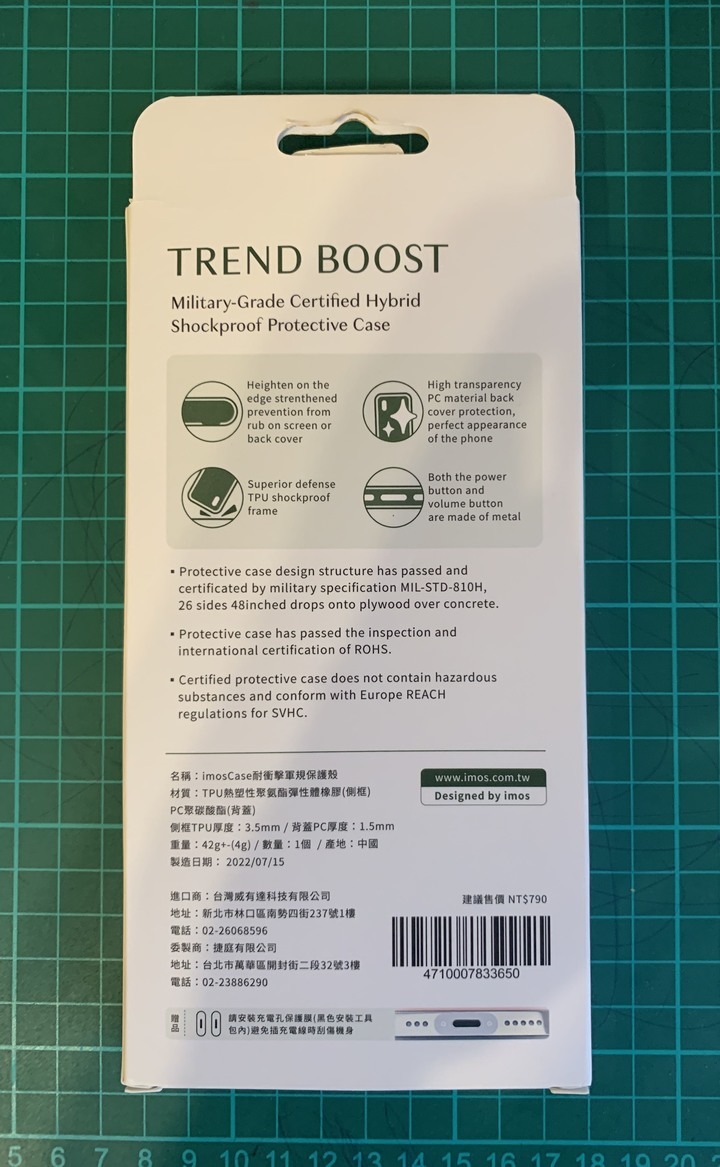 TREND BOOST
Military-Grade Certified Hybrid
Shockproof Protective Case
Heighten on the
edge strenthened
prevention from
rub on screen or
back cover
High transparency
PC material back
cover protection,
perfect appearance
of the phone
Superior defense
TPU shockproof
frame
Both the power
button and
volume button
are made of metal
▪ Protective case design structure has passed and
certificated by military specification MIL-STD-810H,
26 sides 48inched drops onto plywood over concrete.
▪ Protective case has passed the inspection and
international certification of ROHS.
▪ Certified protective case does not contain hazardous
substances and conform with Europe REACH
regulations for SVHC.
名稱：imosCase耐衝擊軍規保護殼
材質：TPU熱塑性聚氨酯彈性體橡膠(側框)
PC聚碳酸酯(背蓋)
側框TPU厚度：3.5mm / 背蓋PC厚度：1.5mm
重量：42g+-(4g) / 數量：1個 / 產地：中國
製造日期： 2022/07/15
www.imos.com.tw
Designed by imos
進口商：台灣威有達科技有限公司
地址：新北市林口區南勢四街237號1樓
電話：02-26068596
委製商：捷庭有限公司
地址：台北市萬華區開封街二段32號3樓
電話：02-23886290
建議售價 NT$790
4710007833650
贈品
請安裝充電孔保護膜(黑色安裝工具
包內)避免插充電線時刮傷機身
5 6 7 8 9 10 11 12 13 14 15 16 17 18 19 20